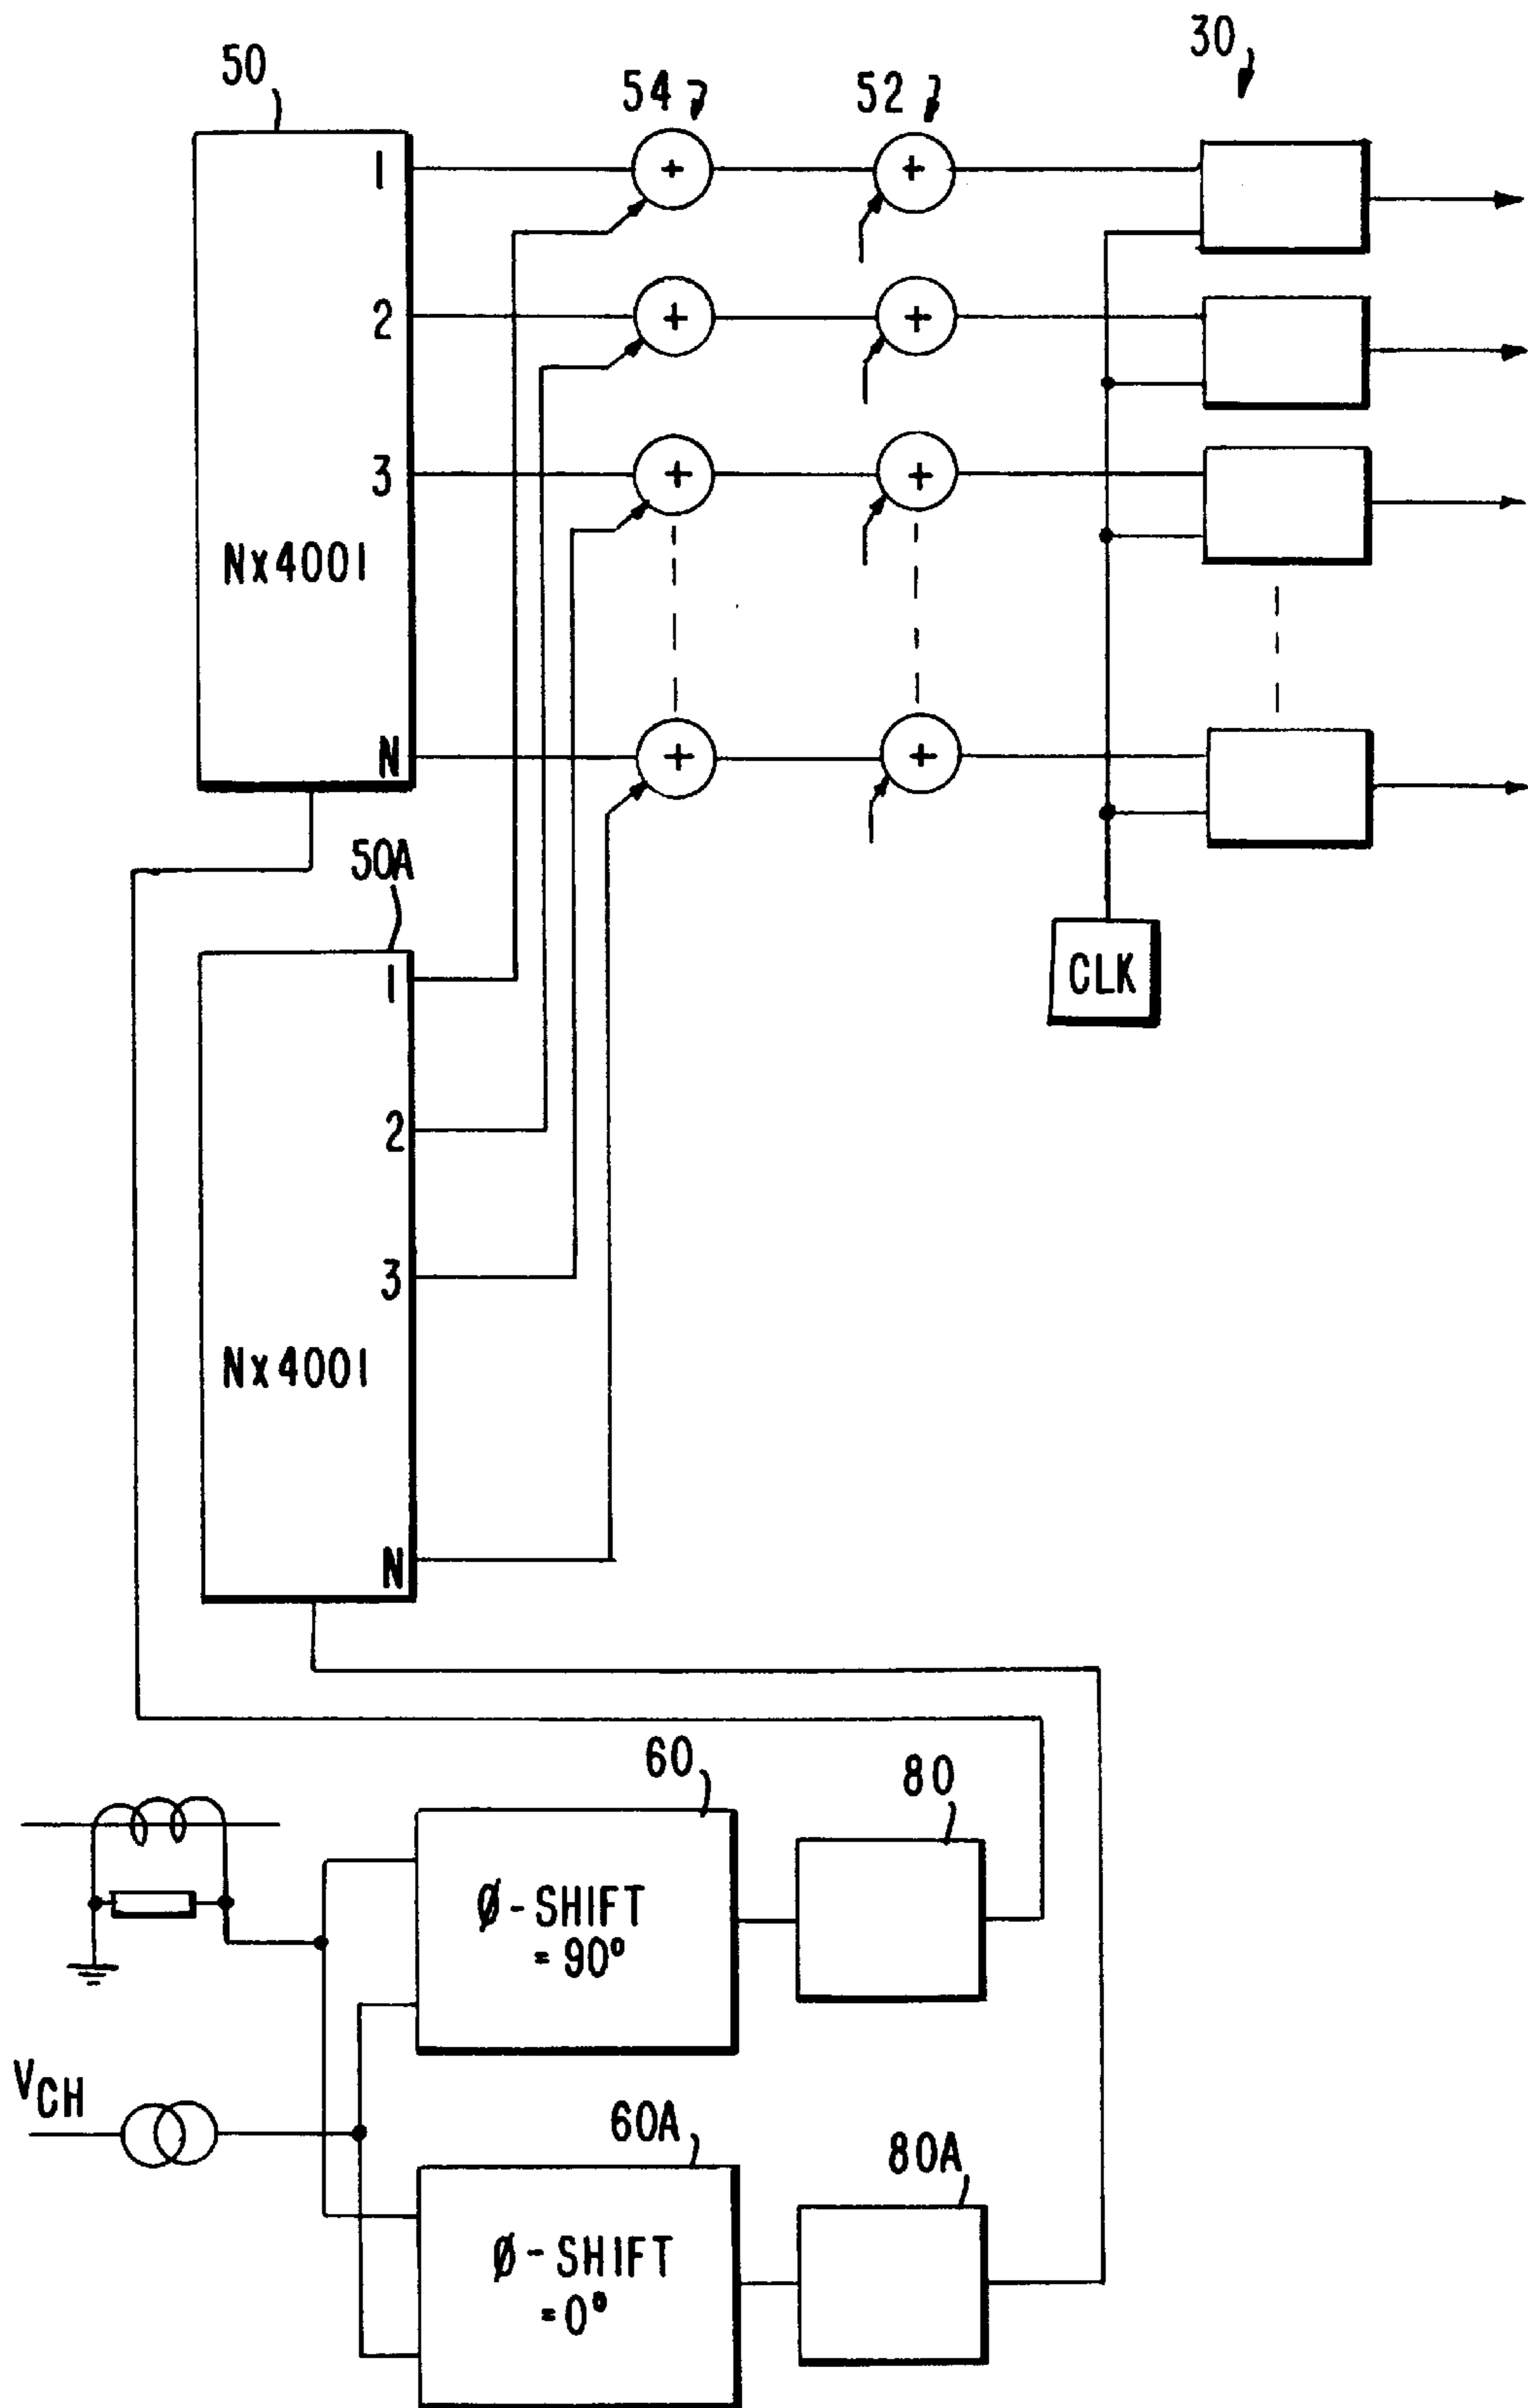 30
50
54
52
1
2
3
Nx4001
N
50A
1
CLK
2
3
Nx4001
N
60
80
Ø-SHIFT
= 90°
VCH
60A
80A
Ø-SHIFT
= 0°